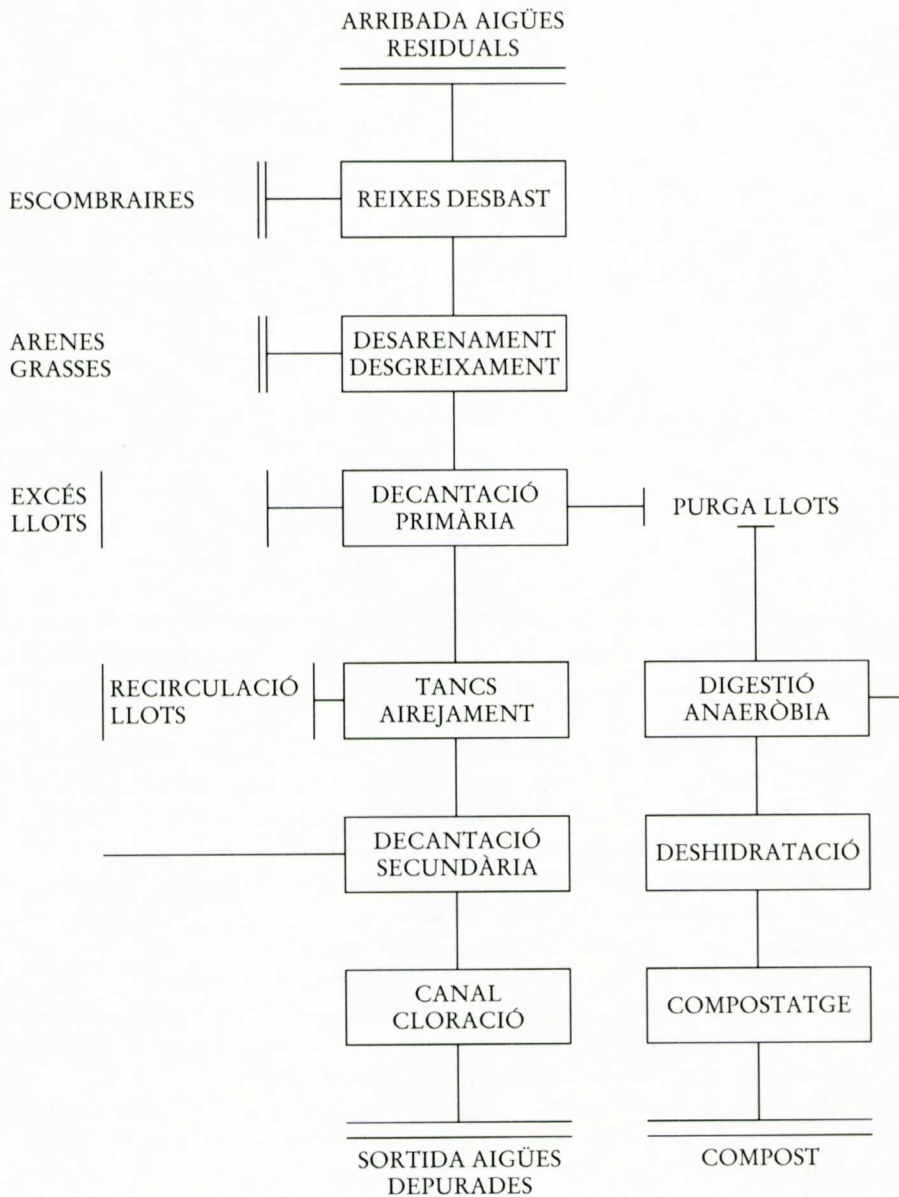 ARRIBADA AIGÜES
RESIDUALS
ESCOMBRAIRES
REIXES DESBAST
ARENES
GRASSES
DESARENAMENT
DESGREIXAMENT
EXCÉS
LLOTS
DECANTACIÓ
PRIMÀRIA
PURGA LLOTS
RECIRCULACIÓ
LLOTS
TANCS
AIREJAMENT
DIGESTIÓ
ANAERÒBIA
DECANTACIÓ
SECUNDÀRIA
DESHIDRATACIÓ
CANAL
CLORACIÓ
COMPOSTATGE
SORTIDA AIGÜES
DEPURADES
COMPOST